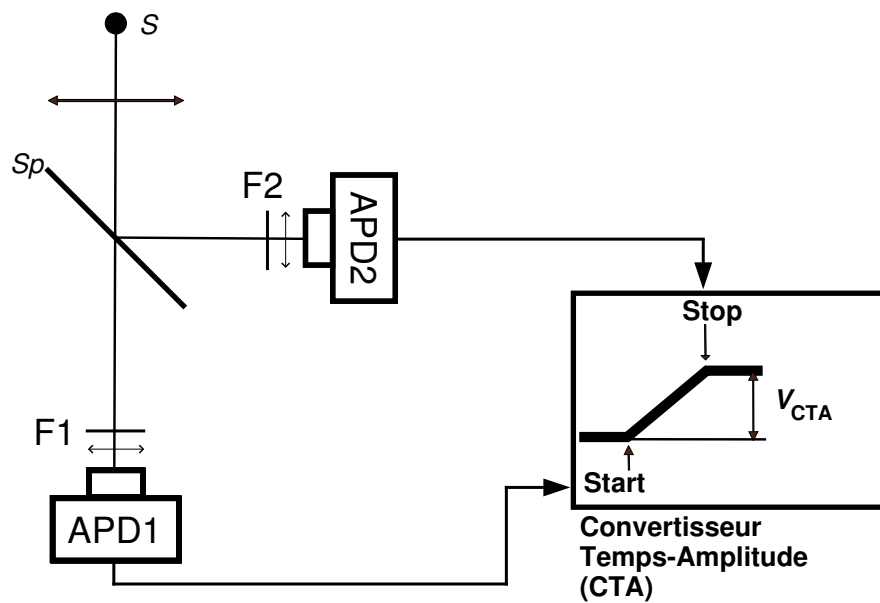 S
Sp
F2
APD2
Stop
V_CTA
F1
Start
APD1
Convertisseur
Temps-Amplitude
(CTA)